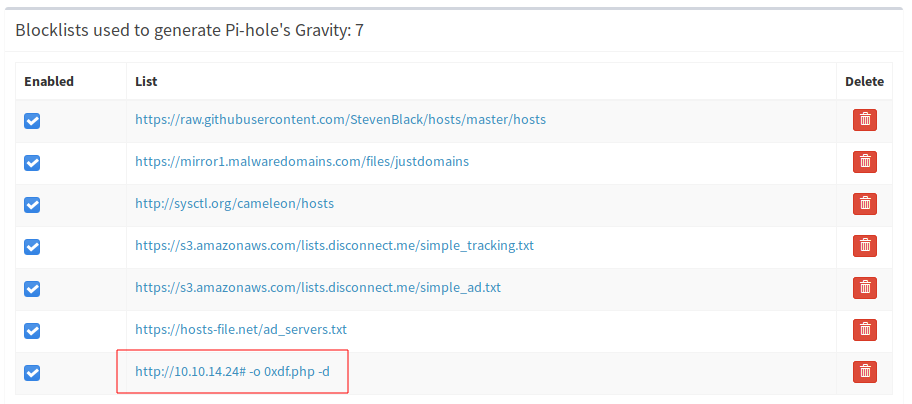 Blocklists used to generate Pi-hole's Gravity: 7
Enabled List Delete
https://raw.githubusercontent.com/StevenBlack/hosts/master/hosts
https://mirror1.malwaredomains.com/files/justdomains
http://sysctl.org/cameleon/hosts
https://s3.amazonaws.com/lists.disconnect.me/simple_tracking.txt
https://s3.amazonaws.com/lists.disconnect.me/simple_ad.txt
https://hosts-file.net/ad_servers.txt
http://10.10.14.24# -o 0xdf.php -d